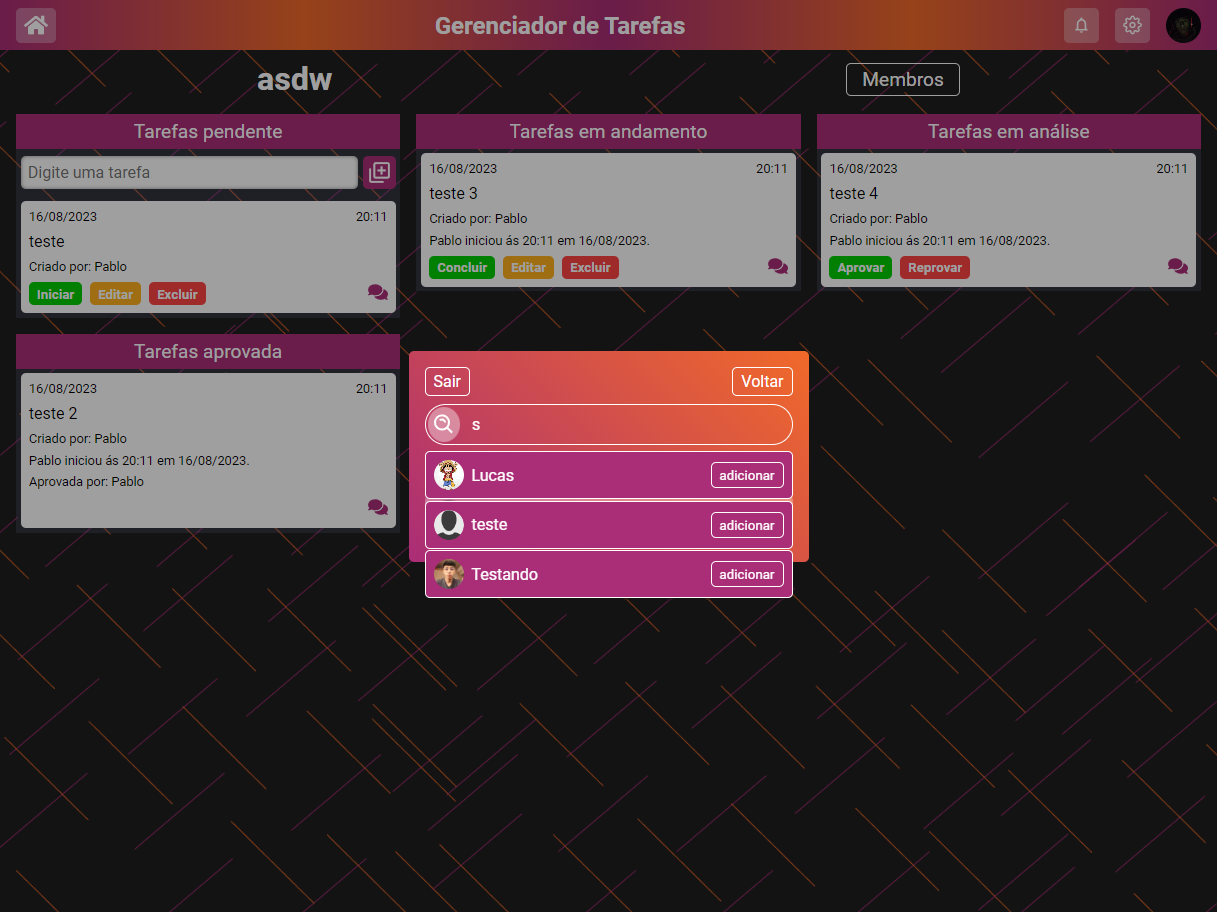 Gerenciador de Tarefas
asdw
Membros
Tarefas pendente
Digite uma tarefa
16/08/2023 20:11
teste
Criado por: Pablo
Iniciar Editar Excluir
Tarefas em andamento
16/08/2023 20:11
teste 3
Criado por: Pablo
Pablo iniciou ás 20:11 em 16/08/2023.
Concluir Editar Excluir
Tarefas em análise
16/08/2023 20:11
teste 4
Criado por: Pablo
Pablo iniciou ás 20:11 em 16/08/2023.
Aprovar Reprovar
Tarefas aprovada
16/08/2023 20:11
teste 2
Criado por: Pablo
Pablo iniciou ás 20:11 em 16/08/2023.
Aprovada por: Pablo
Sair Voltar
s
Lucas adicionar
teste adicionar
Testando adicionar